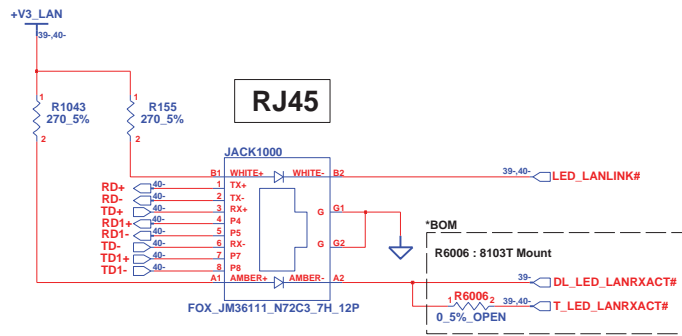 +V3_LAN
39-,40-
1
1
R1043
270_5%
R155
270_5%
2
2
RJ45
JACK1000
B1 WHITE+ WHITE- B2
39-,40- LED_LANLINK#
RD+ 40- 1 TX+
RD- 40- 2 TX-
TD+ 40- 3 RX+
RD1+ 40- 4 P4
RD1- 40- 5 P5
TD- 40- 6 RX-
TD1+ 40- 7 P7
TD1- 40- 8 P8
G G1
G G2
A1 AMBER+ AMBER- A2
FOX_JM36111_N72C3_7H_12P
*BOM
R6006 : 8103T Mount
39- DL_LED_LANRXACT#
1 R6006 2 39-,40- T_LED_LANRXACT#
0_5%_OPEN